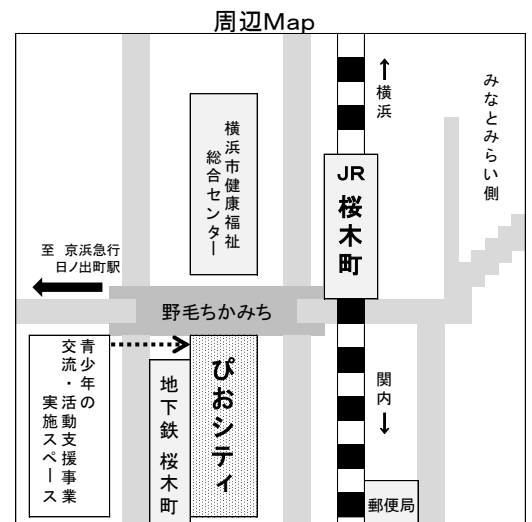 周辺Map
↑
横浜
みなとみらい側
横浜市健康福祉
総合センター
JR
桜木町
至 京浜急行
日ノ出町駅
野毛ちかみち
青少年の
交流・活動支援事業
実施スペース
地下鉄 桜木町
ぴおシティ
関内
↓
郵便局